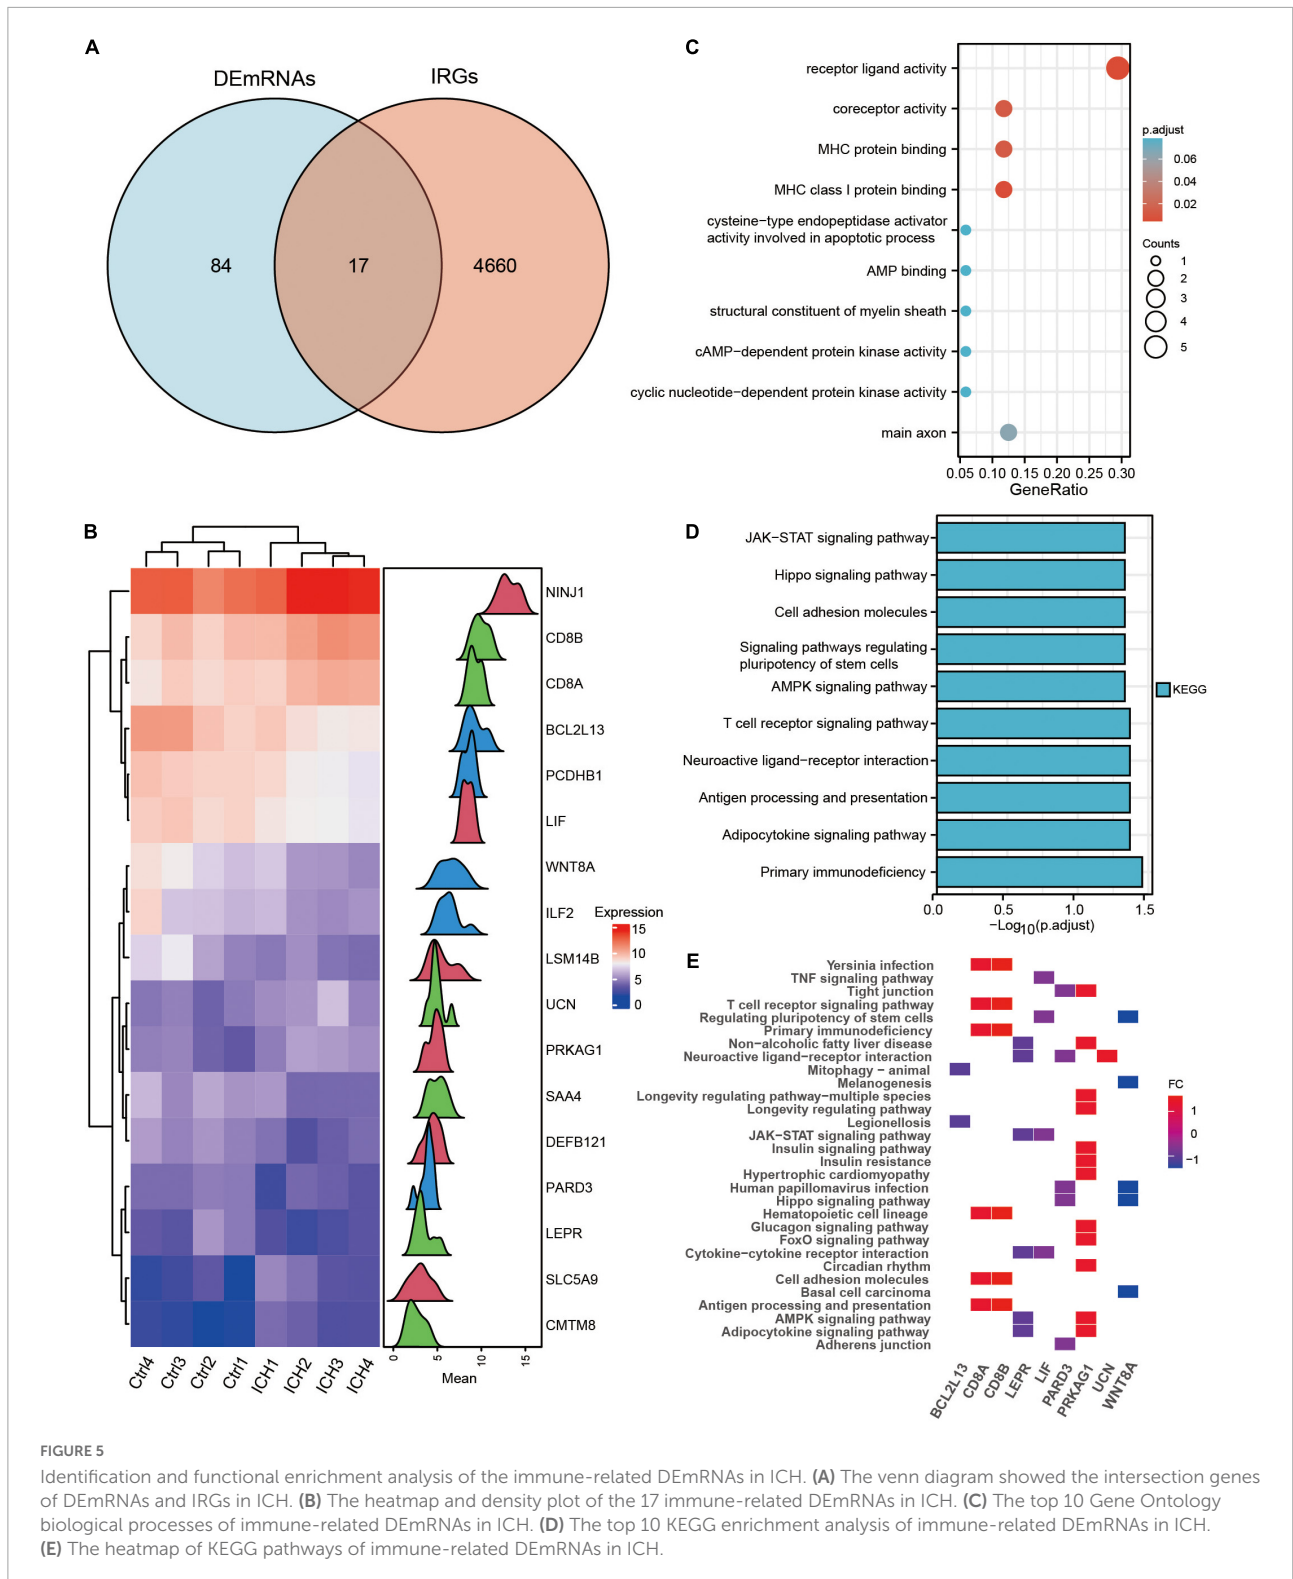 A
DEmRNAs
IRGs
84
17
4660
C
receptor ligand activity
coreceptor activity
MHC protein binding
MHC class I protein binding
cysteine−type endopeptidase activator
activity involved in apoptotic process
AMP binding
structural constituent of myelin sheath
cAMP−dependent protein kinase activity
cyclic nucleotide−dependent protein kinase activity
main axon
0.05 0.10 0.15 0.20 0.25 0.30
GeneRatio
p.adjust
0.06
0.04
0.02
Counts
1
2
3
4
5
B
NINJ1
CD8B
CD8A
BCL2L13
PCDHB1
LIF
WNT8A
ILF2
LSM14B
UCN
PRKAG1
SAA4
DEFB121
PARD3
LEPR
SLC5A9
CMTM8
Ctrl4
Ctrl3
Ctrl2
Ctrl1
ICH1
ICH2
ICH3
ICH4
0
5
10
15
Mean
Expression
15
10
5
0
D
JAK−STAT signaling pathway
Hippo signaling pathway
Cell adhesion molecules
Signaling pathways regulating
pluripotency of stem cells
AMPK signaling pathway
T cell receptor signaling pathway
Neuroactive ligand−receptor interaction
Antigen processing and presentation
Adipocytokine signaling pathway
Primary immunodeficiency
0.0 0.5 1.0 1.5
−Log10(p.adjust)
KEGG
E
Yersinia infection
TNF signaling pathway
Tight junction
T cell receptor signaling pathway
Regulating pluripotency of stem cells
Primary immunodeficiency
Non−alcoholic fatty liver disease
Neuroactive ligand−receptor interaction
Mitophagy − animal
Melanogenesis
Longevity regulating pathway−multiple species
Longevity regulating pathway
Legionellosis
JAK−STAT signaling pathway
Insulin signaling pathway
Insulin resistance
Hypertrophic cardiomyopathy
Human papillomavirus infection
Hippo signaling pathway
Hematopoietic cell lineage
Glucagon signaling pathway
FoxO signaling pathway
Cytokine−cytokine receptor interaction
Circadian rhythm
Cell adhesion molecules
Basal cell carcinoma
Antigen processing and presentation
AMPK signaling pathway
Adipocytokine signaling pathway
Adherens junction
BCL2L13
CD8A
CD8B
LEPR
LIF
PARD3
PRKAG1
UCN
WNT8A
FC
1
0
−1
FIGURE 5
Identification and functional enrichment analysis of the immune-related DEmRNAs in ICH. (A) The venn diagram showed the intersection genes
of DEmRNAs and IRGs in ICH. (B) The heatmap and density plot of the 17 immune-related DEmRNAs in ICH. (C) The top 10 Gene Ontology
biological processes of immune-related DEmRNAs in ICH. (D) The top 10 KEGG enrichment analysis of immune-related DEmRNAs in ICH.
(E) The heatmap of KEGG pathways of immune-related DEmRNAs in ICH.